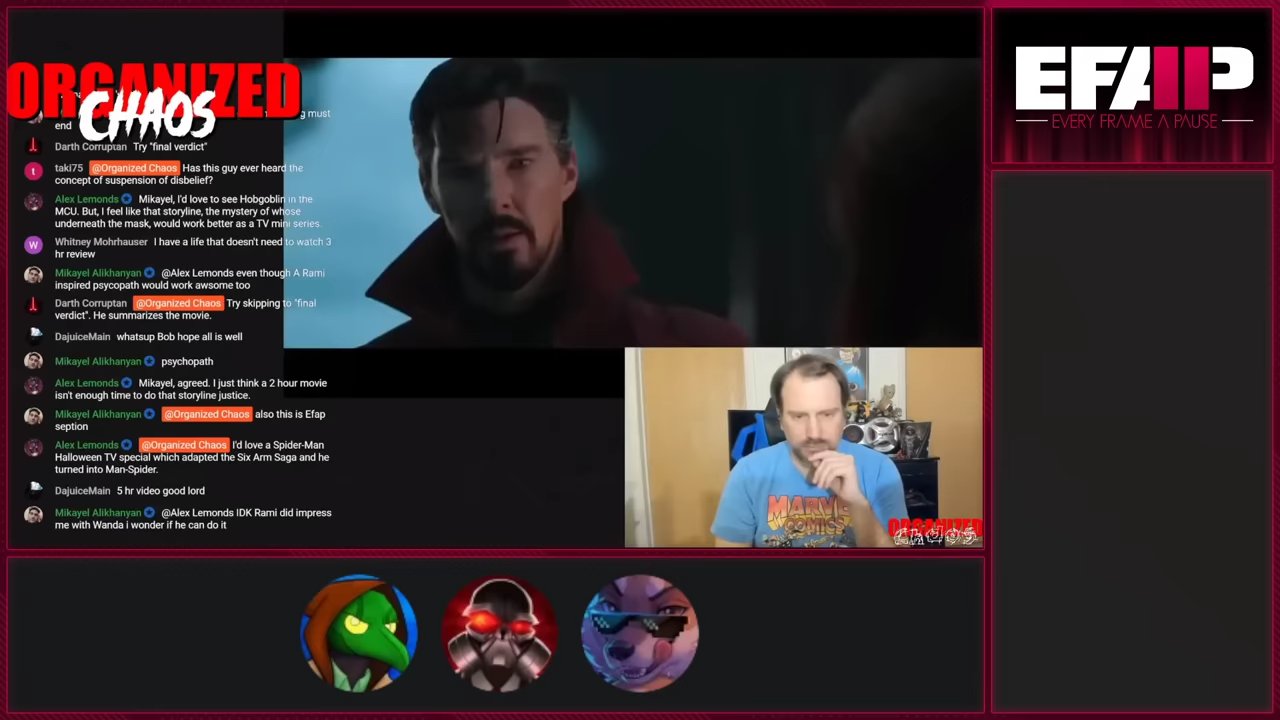 ORGANIZED
CHAOS
g must
end
Darth Corruptan Try "final verdict"
t
taki75 @Organized Chaos Has this guy ever heard the
concept of suspension of disbelief?
Alex Lemonds Mikayel, I'd love to see Hobgoblin in the
MCU. But, I feel like that storyline, the mystery of whose
underneath the mask, would work better as a TV mini series.
W
Whitney Mohrhauser I have a life that doesn't need to watch 3
hr review
Mikayel Alikhanyan @Alex Lemonds even though A Rami
inspired psycopath would work awsome too
Darth Corruptan @Organized Chaos Try skipping to "final
verdict". He summarizes the movie.
DajuiceMain whatsup Bob hope all is well
Mikayel Alikhanyan psychopath
Alex Lemonds Mikayel, agreed. I just think a 2 hour movie
isn't enough time to do that storyline justice.
Mikayel Alikhanyan @Organized Chaos also this is Efap
seption
Alex Lemonds @Organized Chaos I'd love a Spider-Man
Halloween TV special which adapted the Six Arm Saga and he
turned into Man-Spider.
DajuiceMain 5 hr video good lord
Mikayel Alikhanyan @Alex Lemonds IDK Rami did impress
me with Wanda i wonder if he can do it
MARVEL
COMICS
ORGANIZED
CHAOS
EFAP
EVERY FRAME A PAUSE